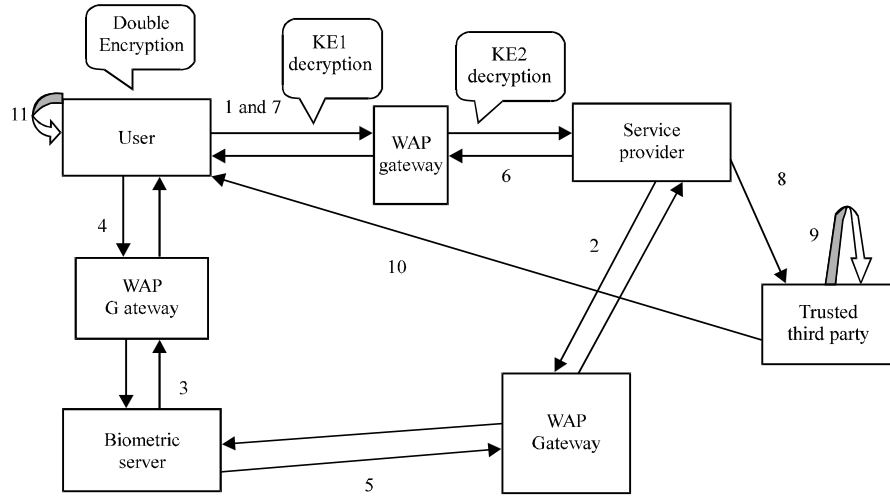 Double
Encryption
KE1
decryption
KE2
decryption
11
User
1 and 7
WAP
gateway
6
Service
provider
8
4
2
9
10
WAP
G ateway
Trusted
third party
3
Biometric
server
5
WAP
Gateway